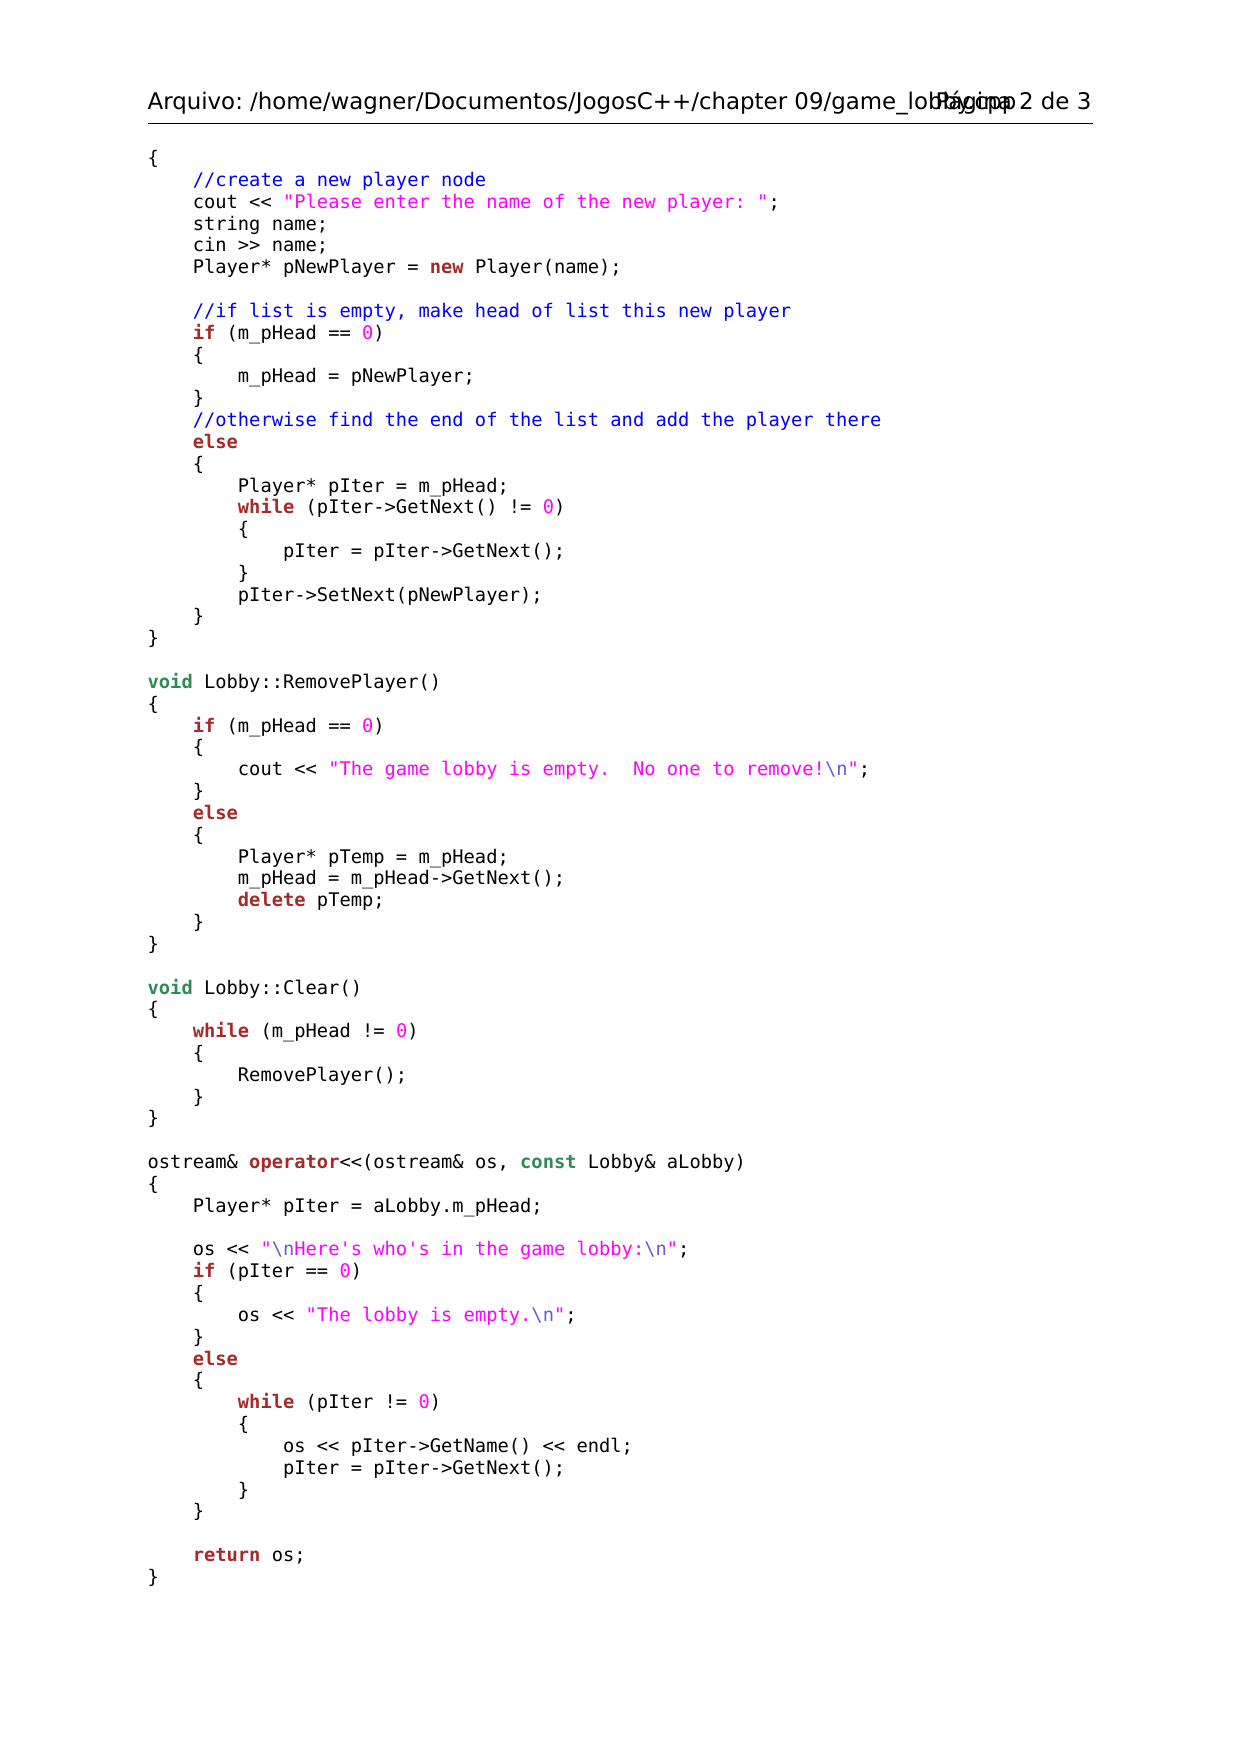 Arquivo: /home/wagner/Documentos/JogosC++/chapter 09/game_lobby.cpp Página 2 de 3
{
    //create a new player node
    cout << "Please enter the name of the new player: ";
    string name;
    cin >> name;
    Player* pNewPlayer = new Player(name);

    //if list is empty, make head of list this new player
    if (m_pHead == 0)
    {
        m_pHead = pNewPlayer;
    }
    //otherwise find the end of the list and add the player there
    else
    {
        Player* pIter = m_pHead;
        while (pIter->GetNext() != 0)
        {
            pIter = pIter->GetNext();
        }
        pIter->SetNext(pNewPlayer);
    }
}

void Lobby::RemovePlayer()
{
    if (m_pHead == 0)
    {
        cout << "The game lobby is empty.  No one to remove!\n";
    }
    else
    {
        Player* pTemp = m_pHead;
        m_pHead = m_pHead->GetNext();
        delete pTemp;
    }
}

void Lobby::Clear()
{
    while (m_pHead != 0)
    {
        RemovePlayer();
    }
}

ostream& operator<<(ostream& os, const Lobby& aLobby)
{
    Player* pIter = aLobby.m_pHead;

    os << "\nHere's who's in the game lobby:\n";
    if (pIter == 0)
    {
        os << "The lobby is empty.\n";
    }
    else
    {
        while (pIter != 0)
        {
            os << pIter->GetName() << endl;
            pIter = pIter->GetNext();
        }
    }

    return os;
}